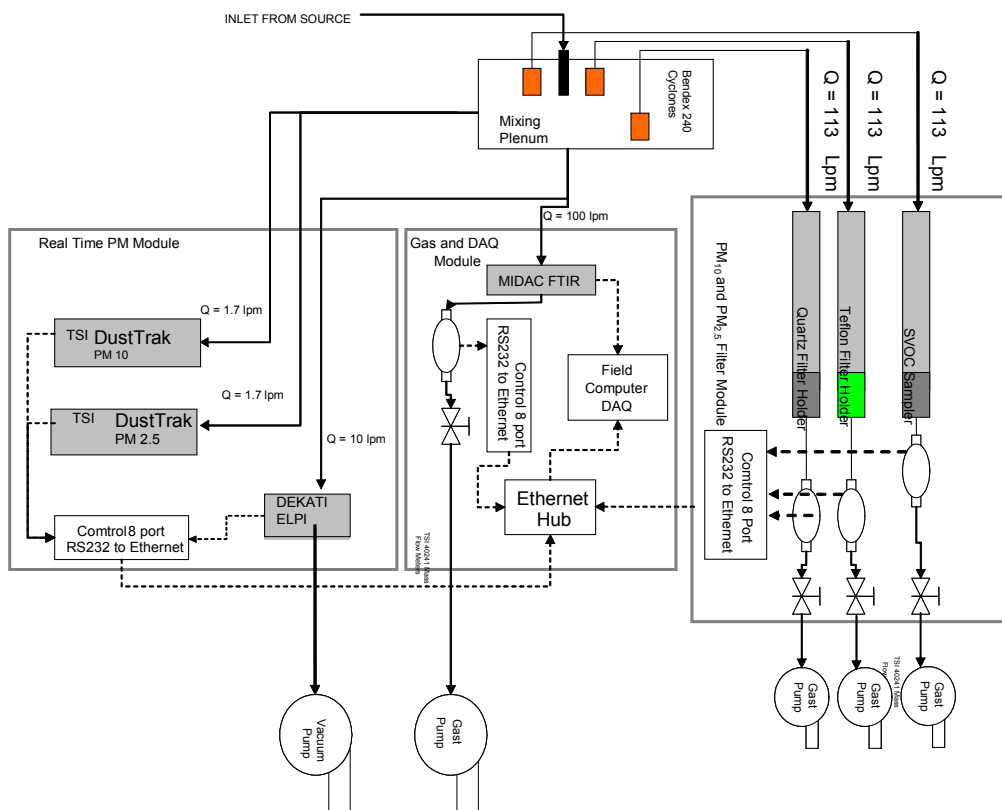 INLET FROM SOURCE
Bendex 240
Cyclones
Mixing
Plenum
Q = 113 Lpm
Q = 113 Lpm
Q = 113 Lpm
Q = 100 lpm
Real Time PM Module
Gas and DAQ
Module
PM10 and PM2.5 Filter Module
MIDAC FTIR
Q = 1.7 lpm
TSI DustTrak
PM 10
Control 8 port
RS232 to Ethernet
Field
Computer
DAQ
Quartz Filter Holder
Teflon Filter Holder
SVOC Sampler
Q = 1.7 lpm
TSI DustTrak
PM 2.5
Q = 10 lpm
Comtrol 8 Port
RS232 to Ethernet
DEKATI
ELPI
Ethernet
Hub
Comtrol 8 port
RS232 to Ethernet
TSI 40241 Mass
Flow Meters
TSI 40241 Mass
Flow
Gast
Pump
Gast
Pump
Gast
Pump
Vacuum
Pump
Gast
Pump